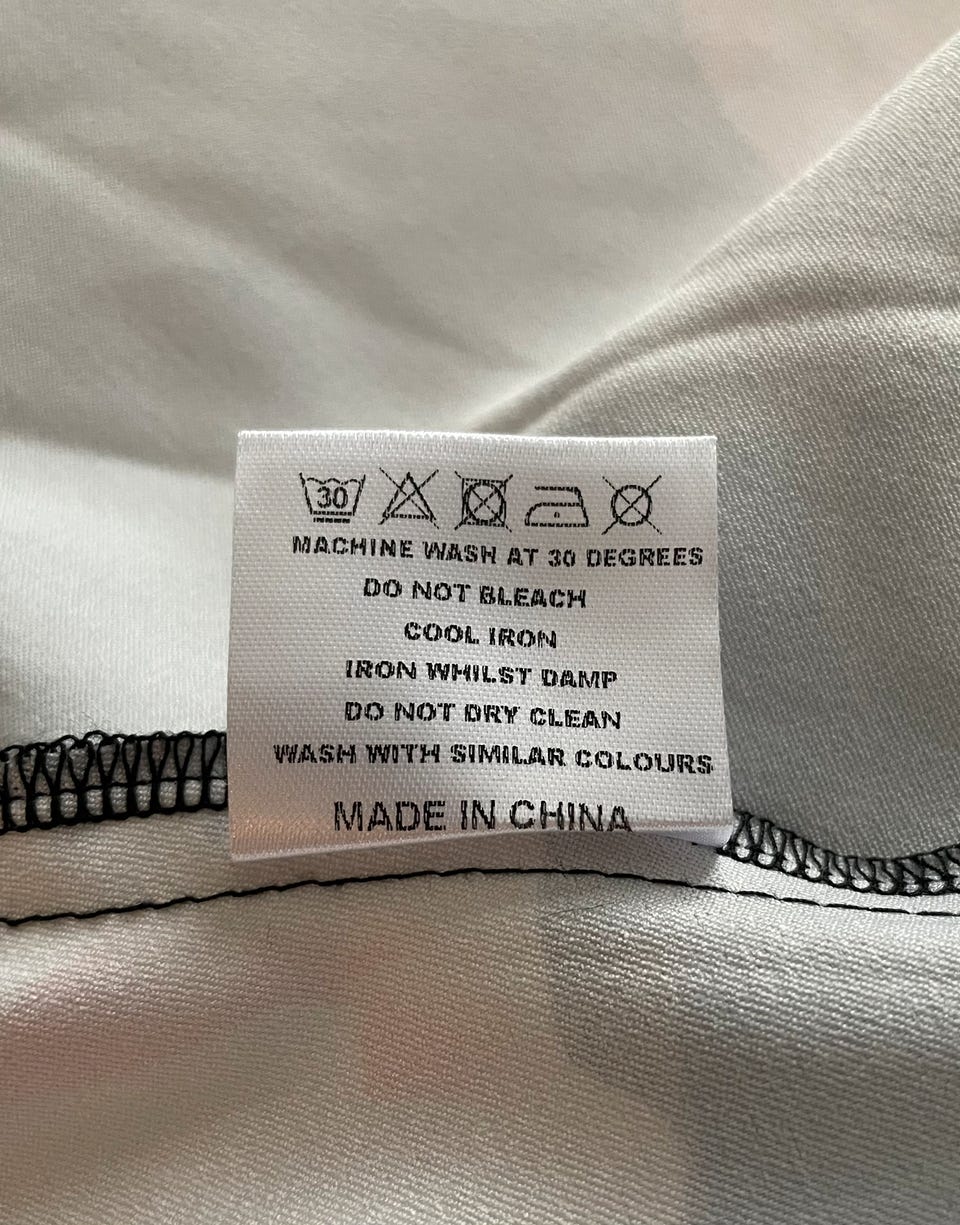 30
MACHINE WASH AT 30 DEGREES
DO NOT BLEACH
COOL IRON
IRON WHILST DAMP
DO NOT DRY CLEAN
WASH WITH SIMILAR COLOURS
MADE IN CHINA